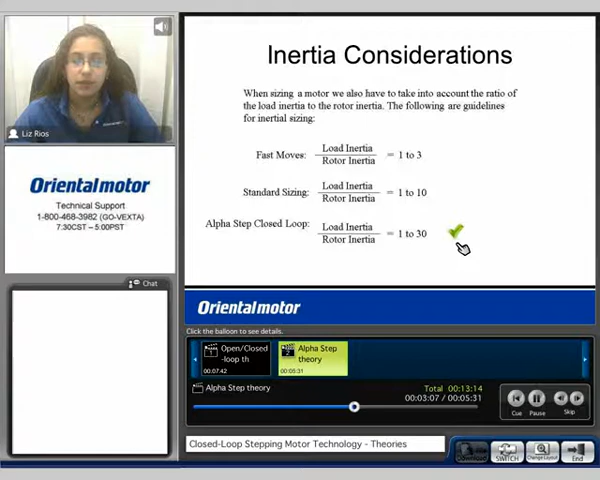 Inertia Considerations
When sizing a motor we also have to take into account the ratio of
the load inertia to the rotor inertia. The following are guidelines
for inertial sizing:
Fast Moves: Load Inertia / Rotor Inertia = 1 to 3
Standard Sizing: Load Inertia / Rotor Inertia = 1 to 10
Alpha Step Closed Loop: Load Inertia / Rotor Inertia = 1 to 30
Orientalmotor
Liz Rios
Orientalmotor
Technical Support
1-800-468-3982 (GO-VEXTA)
7:30CST – 5:00PST
Chat
Click the balloon to see details.
1
Open/Closed
-loop th
00:07:42
2
Alpha Step
theory
00:05:31
Alpha Step theory
Total 00:13:14
00:03:07 / 00:05:31
Cue
Pause
Skip
Closed-Loop Stepping Motor Technology - Theories
Download
SWITCH
Change Layout
End